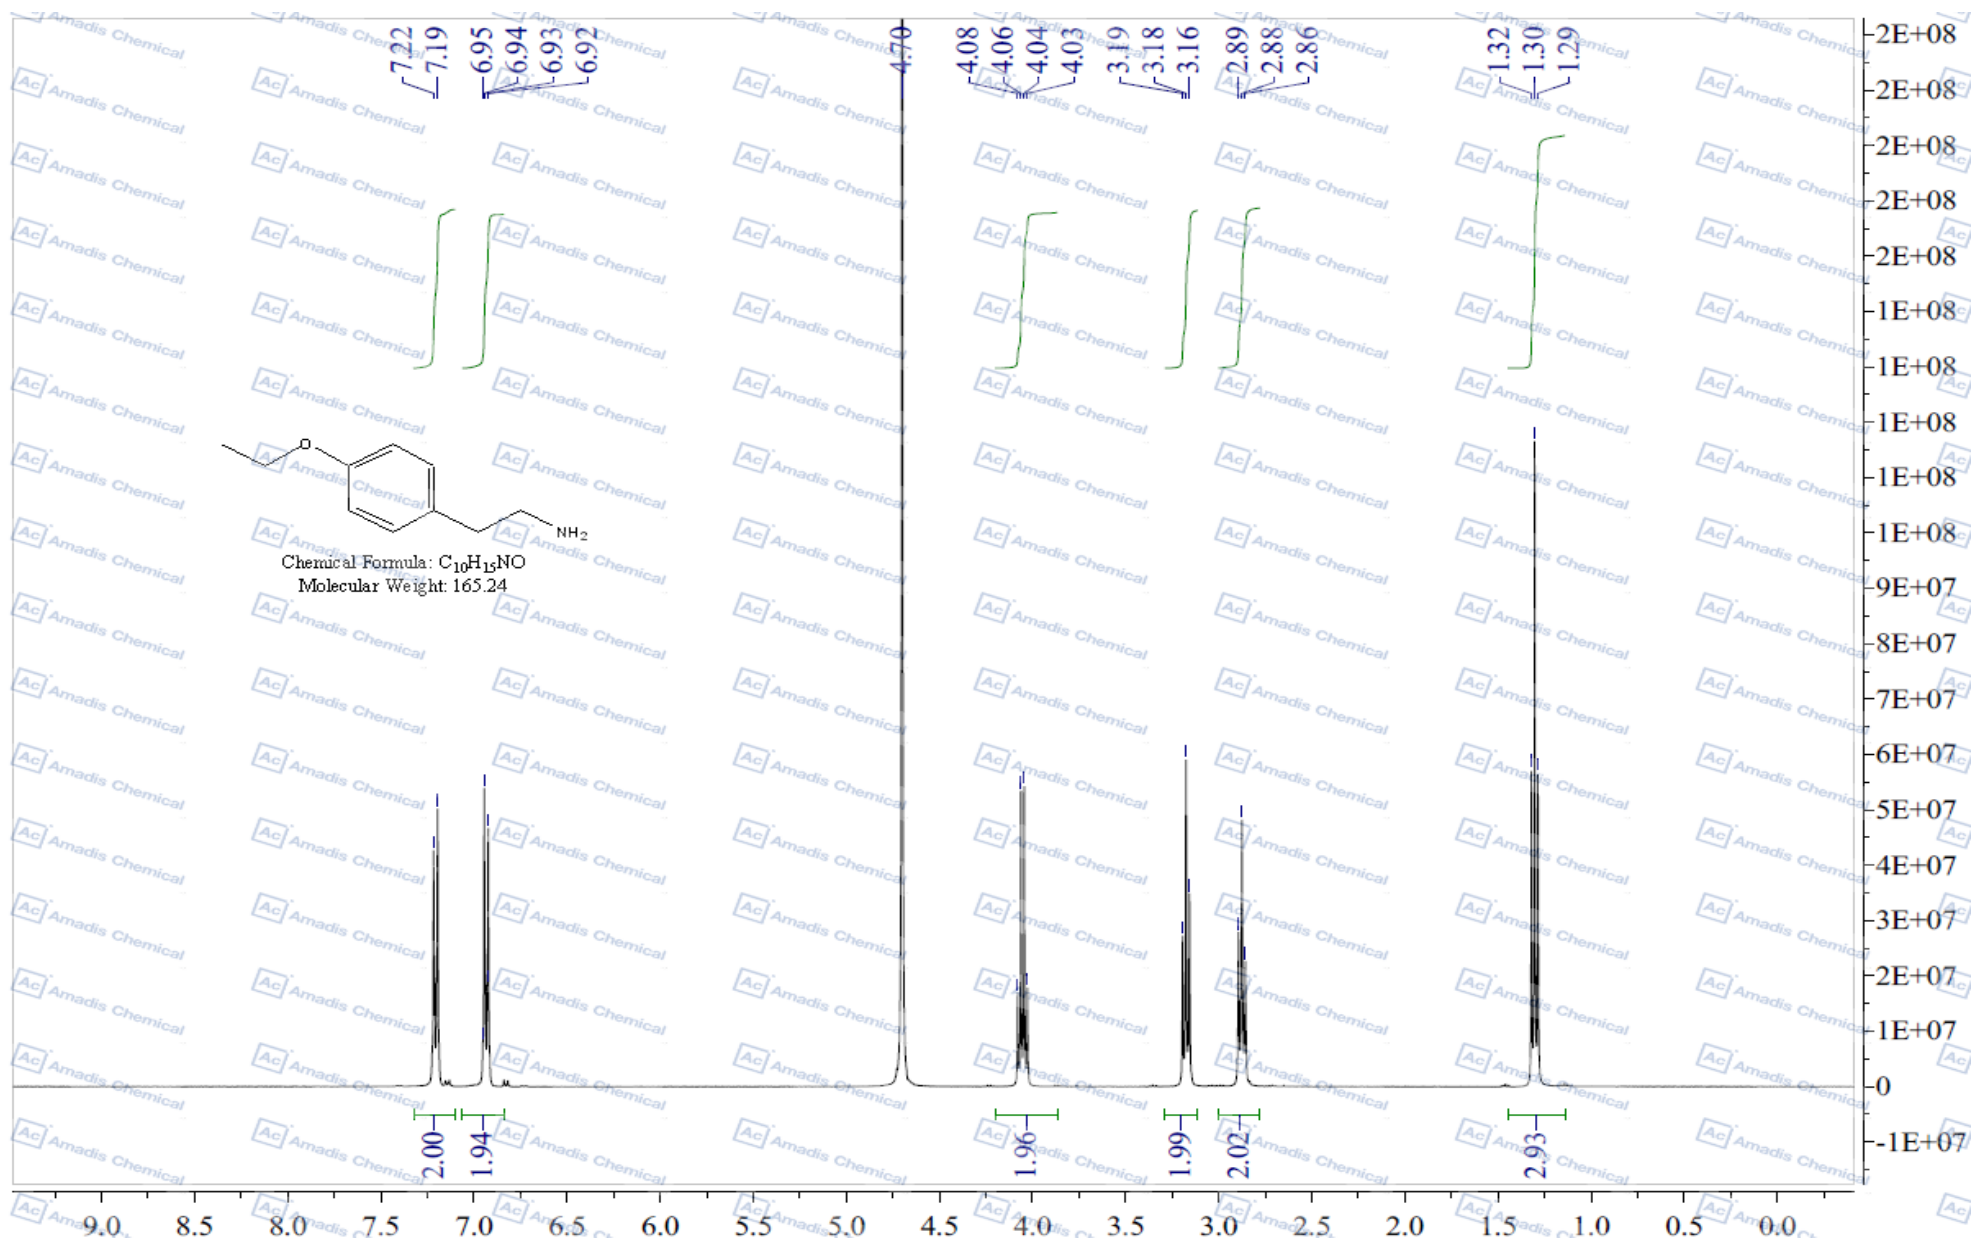 7.22
7.19
6.95
6.94
6.93
6.92
4.70
4.08
4.06
4.04
4.03
3.19
3.18
3.16
2.89
2.88
2.86
1.32
1.30
1.29
2E+08
2E+08
2E+08
2E+08
2E+08
1E+08
1E+08
1E+08
1E+08
1E+08
9E+07
8E+07
7E+07
6E+07
5E+07
4E+07
3E+07
2E+07
1E+07
0
-1E+07
O
NH2
Chemical Formula: C10H15NO
Molecular Weight: 165.24
2.00
1.94
1.96
1.99
2.02
2.93
9.0 8.5 8.0 7.5 7.0 6.5 6.0 5.5 5.0 4.5 4.0 3.5 3.0 2.5 2.0 1.5 1.0 0.5 0.0
Ac Amadis Chemical